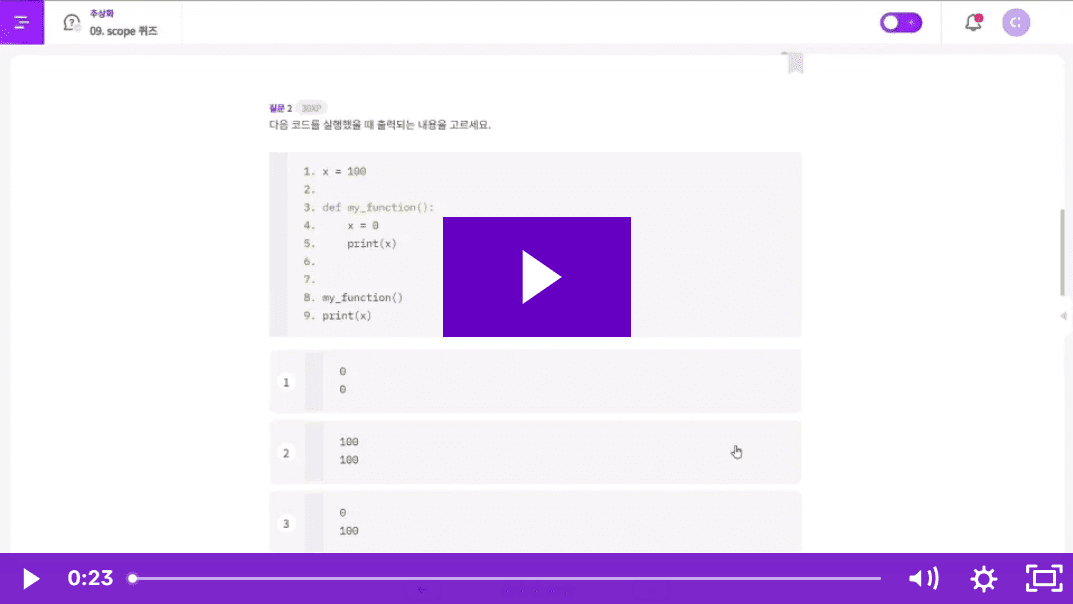 추상화
09. scope 퀴즈
질문 2 30XP
다음 코드를 실행했을 때 출력되는 내용을 고르세요.
1. x = 100
2.
3. def my_function():
4. x = 0
5. print(x)
6.
7.
8. my_function()
9. print(x)
1
0
0
2
100
100
3
0
100
0:23